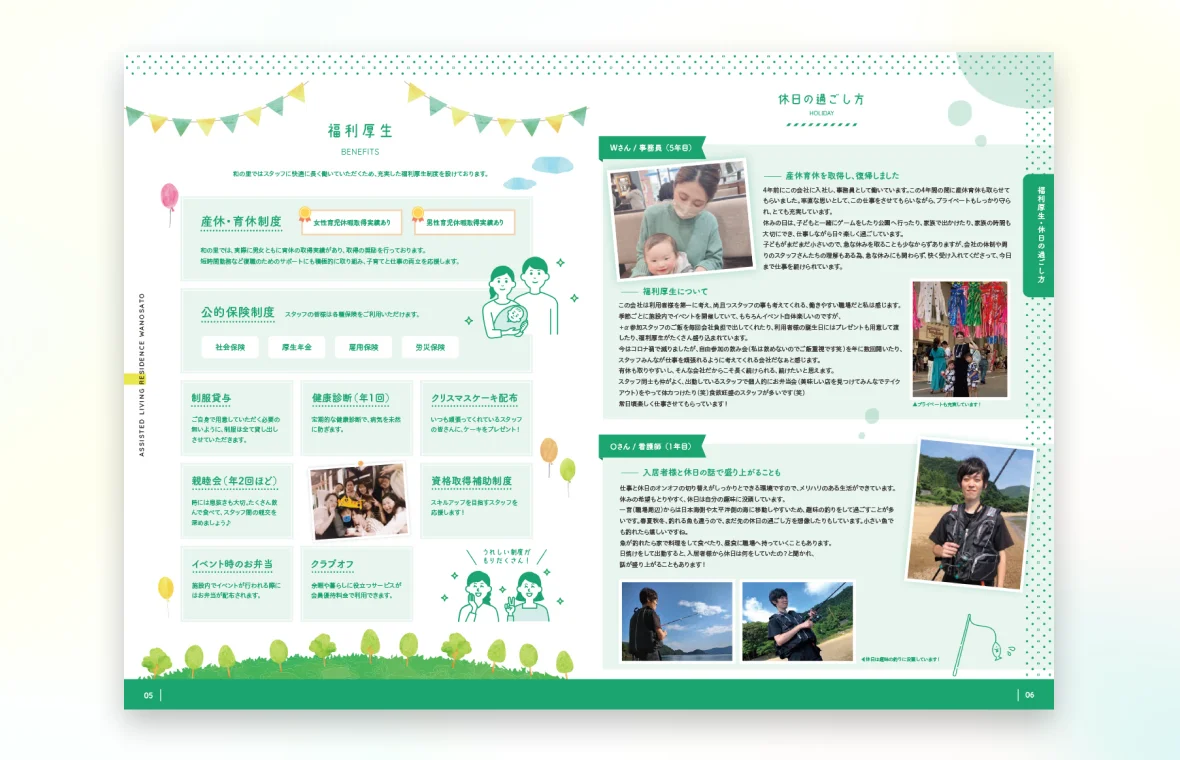 福利厚生
BENEFITS
和の里ではスタッフに快適に長く働いていただくため、充実した福利厚生制度を設けております。
産休・育休制度
女性育児休暇取得実績あり
男性育児休暇取得実績あり
和の里では、実際に男女ともに育休の取得実績があり、取得の奨励を行っております。
短時間勤務など復職のためのサポートにも積極的に取り組み、子育てと仕事の両立を応援します。
公的保険制度
スタッフの皆様は各種保険をご利用いただけます。
社会保険
厚生年金
雇用保険
労災保険
制服貸与
ご自身で用意していただく必要の
無いように、制服は全て貸し出し
させていただきます。
健康診断（年1回）
定期的な健康診断で、病気を未然
に防ぎます。
クリスマスケーキ配布
いつも頑張ってくれているスタッフ
の皆さんに、ケーキをプレゼント！
親睦会（年2回ほど）
時には息抜きも大切。たくさん遊
んで食べて、スタッフ間の親交を
深めましょう♪
資格取得補助制度
スキルアップを目指すスタッフを
応援します！
イベント時のお弁当
施設内でイベントが行われる際に
はお弁当が配布されます。
クラブオフ
余暇や暮らしに役立つサービスが
会員優待料金で利用できます。
うれしい制度が
もりだくさん！
ASSISTED LIVING RESIDENCE WANOSATO
05
休日の過ごし方
HOLIDAY
Wさん / 事務員（5年目）
産休育休を取得し、復帰しました
4年前にこの会社に入社し、事務員として働いています。この4年間の間に産休育休も取らせて
もらいました。率直な思いとして、この仕事をさせてもらいながら、プライベートもしっかり守ら
れ、とても充実しています。
休みの日は、子どもと一緒にゲームをしたり公園へ行ったり、家族で出かけたり、家族の時間も
大切にでき、仕事しながら日々楽しく過ごしています。
子どもがまだまだ小さいので、急な休みを取ることも少なからずありますが、会社の体制や周
りのスタッフさんたちの理解もある為、急な休みにも関わらず、快く受け入れてくださって、今日
まで仕事を続けられています。
福利厚生について
この会社は利用者様を第一に考え、尚且つスタッフの事も考えてくれる、働きやすい職場だと私は感じます。
季節ごとに施設内でイベントを開催していて、もちろんイベント自体楽しいのですが、
+α参加スタッフのご飯を毎回会社負担で出してくれたり、利用者様の誕生日にはプレゼントも用意して渡
したり、福利厚生がたくさん盛り込まれています。
今はコロナ禍で減りましたが、自由参加の飲み会（私は飲めないのでご飯重視です笑）を年に数回開いたり、
スタッフみんなが仕事を頑張れるように考えてくれる会社だなぁと感じます。
有休も取りやすいし、そんな会社だからこそ長く続けられる、続けたいと思えます。
スタッフ同士も仲がよく、出勤しているスタッフで個人的にお弁当会（美味しい店を見つけてみんなでテイク
アウト）をやって体力つけたり（笑）食欲旺盛のスタッフが多いです（笑）
常日頃楽しく仕事させてもらっています！
▲プライベートも充実しています！
Oさん / 看護師（1年目）
入居者様と休日の話で盛り上がることも
仕事と休日のオンオフの切り替えがしっかりとできる環境ですので、メリハリのある生活ができています。
休みの希望もとりやすく、休日は自分の趣味に没頭しています。
一宮（職場周辺）からは日本海側や太平洋側の海に移動しやすいため、趣味の釣りをして過ごすことが多
いです。春夏秋冬、釣れる魚も違うので、まだ先の休日の過ごし方を想像したりもしています。小さい魚で
も釣れたら嬉しいですね。
魚が釣れたら家で料理をして食べたり、昼食に職場へ持っていくこともあります。
日焼けをして出勤すると、入居者様から休日は何をしていたの？と聞かれ、
話が盛り上がることもあります！
◀休日は趣味の釣りに没頭しています！
福利厚生・休日の過ごし方
06